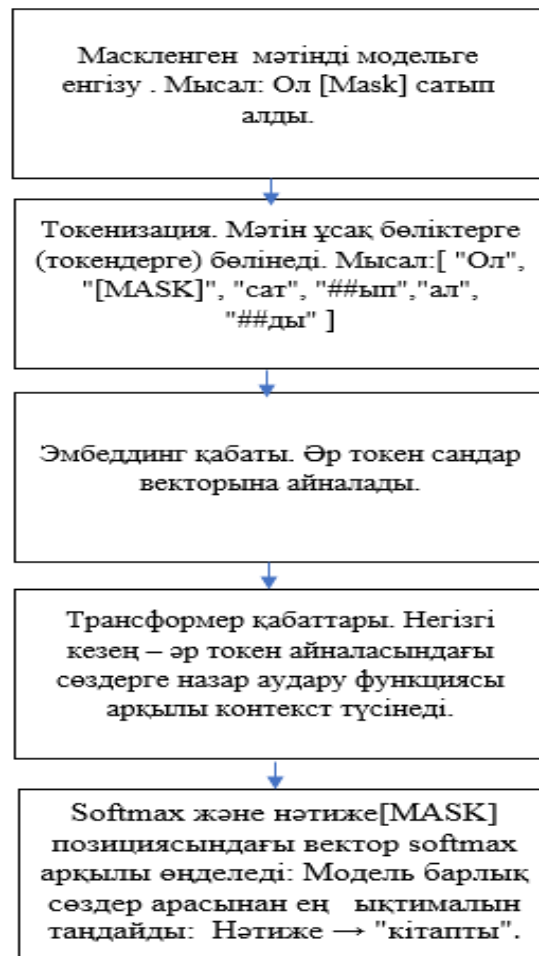 Маскленген мәтінді модельге
енгізу . Мысал: Ол [Mask] сатып
алды.
Токенизация. Мәтін ұсақ бөліктерге
(токендерге) бөлінеді. Мысал:[ "Ол",
"[MASK]", "сат", "##ып","ал",
"##ды" ]
Эмбеддинг қабаты. Әр токен сандар
векторына айналады.
Трансформер қабаттары. Негізгі
кезең – әр токен айналасындағы
сөздерге назар аудару функциясы
арқылы контекст түсінеді.
Softmax және нәтиже[MASK]
позициясындағы вектор softmax
арқылы өңделеді: Модель барлық
сөздер арасынан ең ықтималын
таңдайды: Нәтиже → "кітапты".